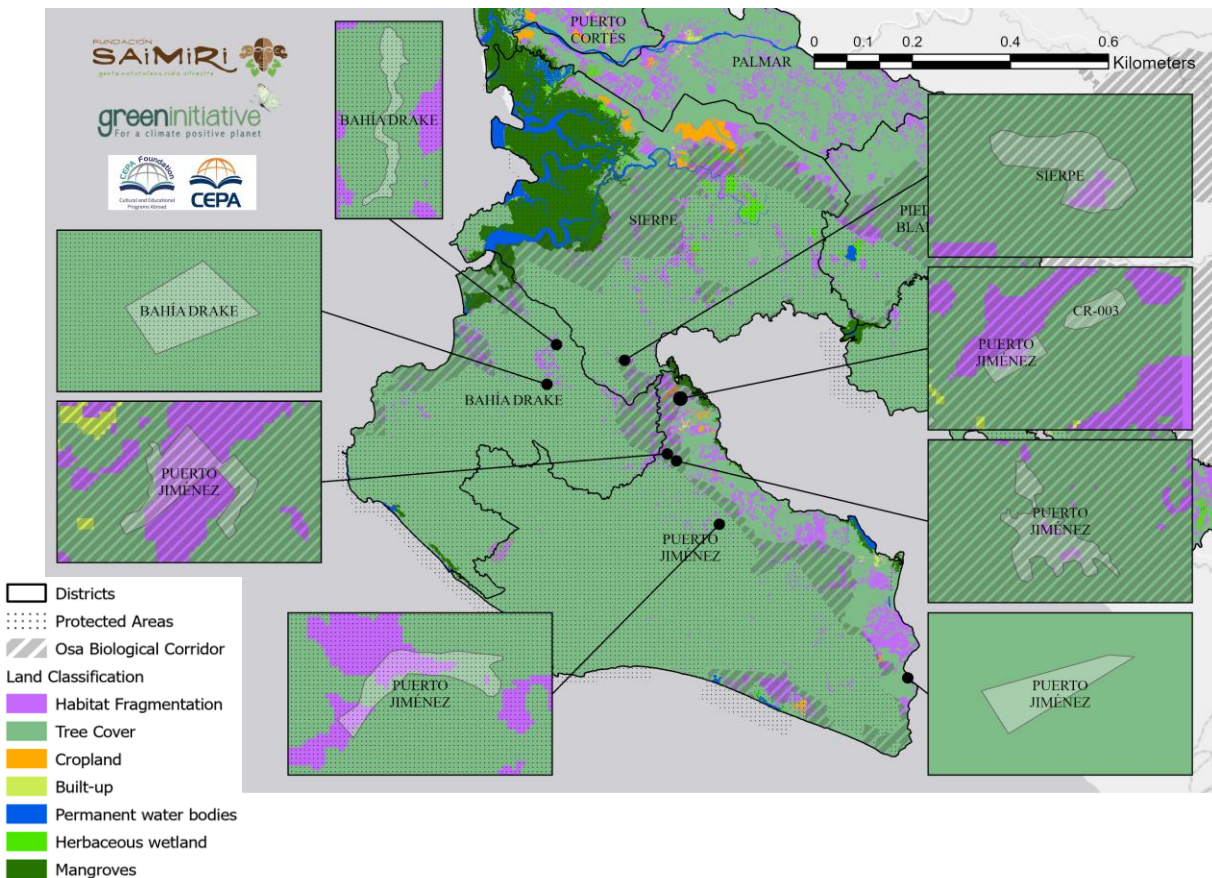 FUNDACIÓN
SAiMiRi
gente naturaleza vida silvestre
greeninitiative
For a climate positive planet
CEPA Foundation
Cultural and Educational
Programs Abroad
CEPA
BAHÍA DRAKE
PUERTO
CORTÉS
PALMAR
0 0.1 0.2 0.4 0.6
Kilometers
SIERPE
SIERPE
PIED
BLA
BAHÍA DRAKE
CR-003
PUERTO
JIMÉNEZ
BAHÍA DRAKE
PUERTO
JIMÉNEZ
PUERTO
JIMÉNEZ
PUERTO
JIMÉNEZ
PUERTO
JIMÉNEZ
PUERTO
JIMÉNEZ
Districts
Protected Areas
Osa Biological Corridor
Land Classification
Habitat Fragmentation
Tree Cover
Cropland
Built-up
Permanent water bodies
Herbaceous wetland
Mangroves